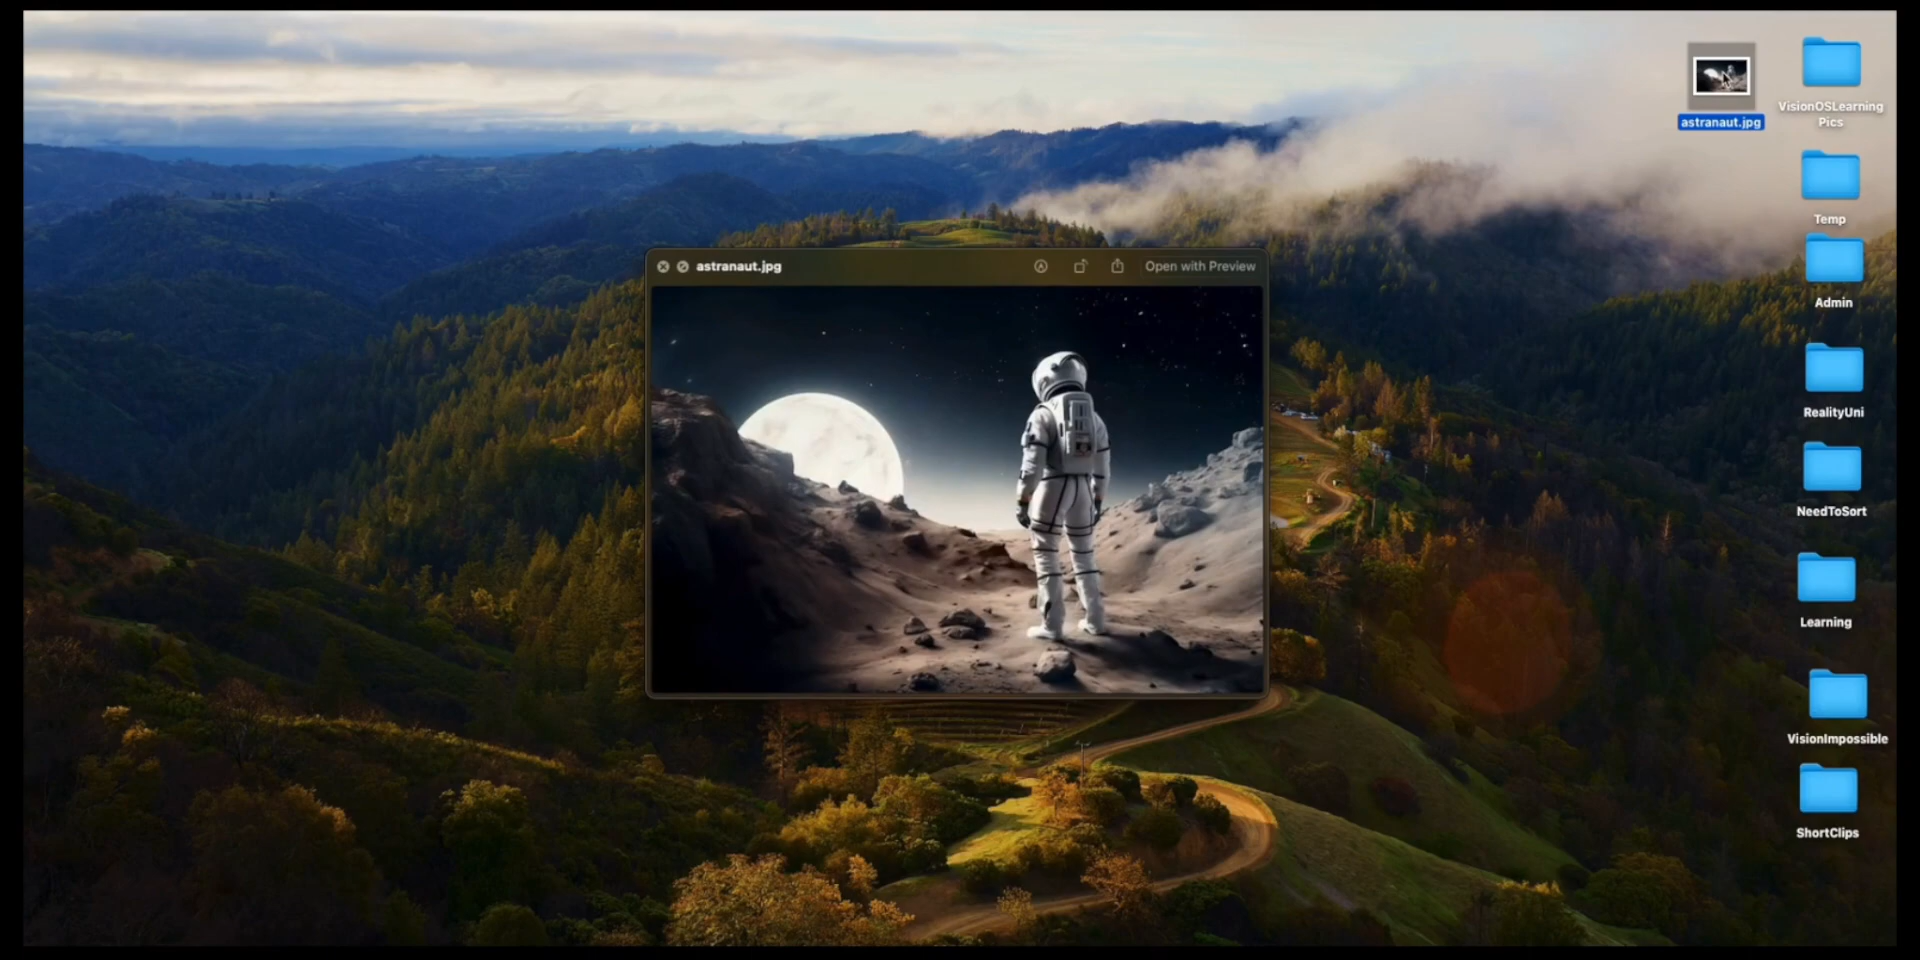 astranaut.jpg
VisionOSLearning
Pics
Temp
Admin
RealityUni
NeedToSort
Learning
VisionImpossible
ShortClips
astranaut.jpg
Open with Preview